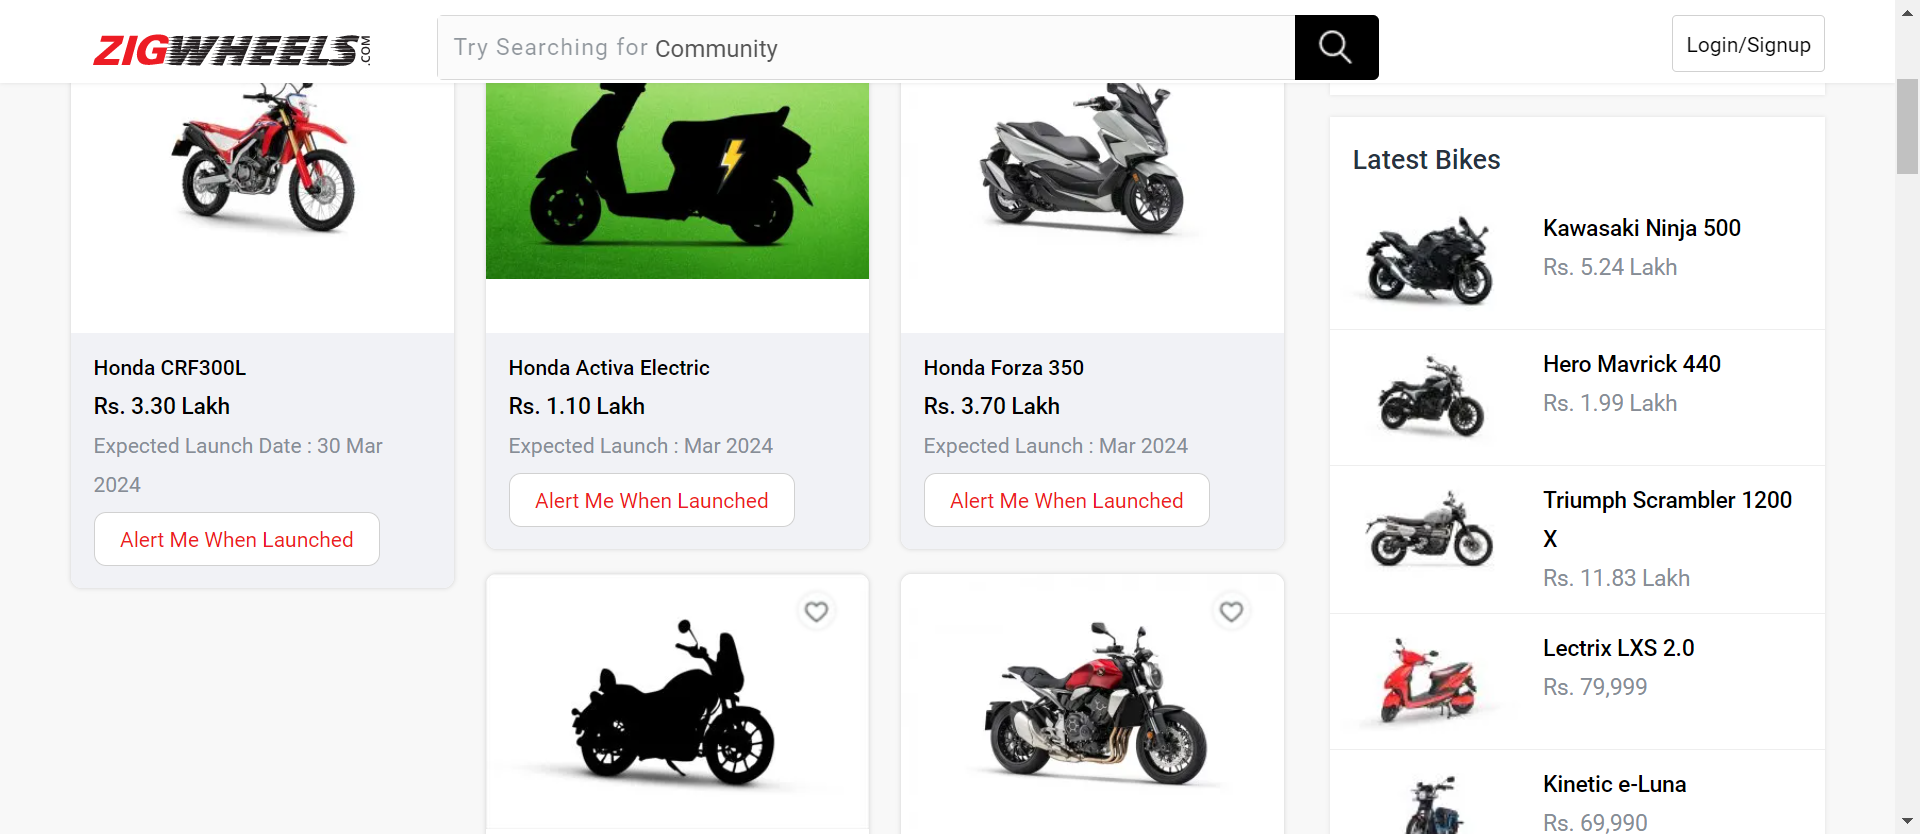 ZIGWHEELS.COM
Try Searching for Community
Login/Signup
Honda CRF300L
Rs. 3.30 Lakh
Expected Launch Date : 30 Mar
2024
Alert Me When Launched
Honda Activa Electric
Rs. 1.10 Lakh
Expected Launch : Mar 2024
Alert Me When Launched
Honda Forza 350
Rs. 3.70 Lakh
Expected Launch : Mar 2024
Alert Me When Launched
Latest Bikes
Kawasaki Ninja 500
Rs. 5.24 Lakh
Hero Mavrick 440
Rs. 1.99 Lakh
Triumph Scrambler 1200
X
Rs. 11.83 Lakh
Lectrix LXS 2.0
Rs. 79,999
Kinetic e-Luna
Rs. 69,990